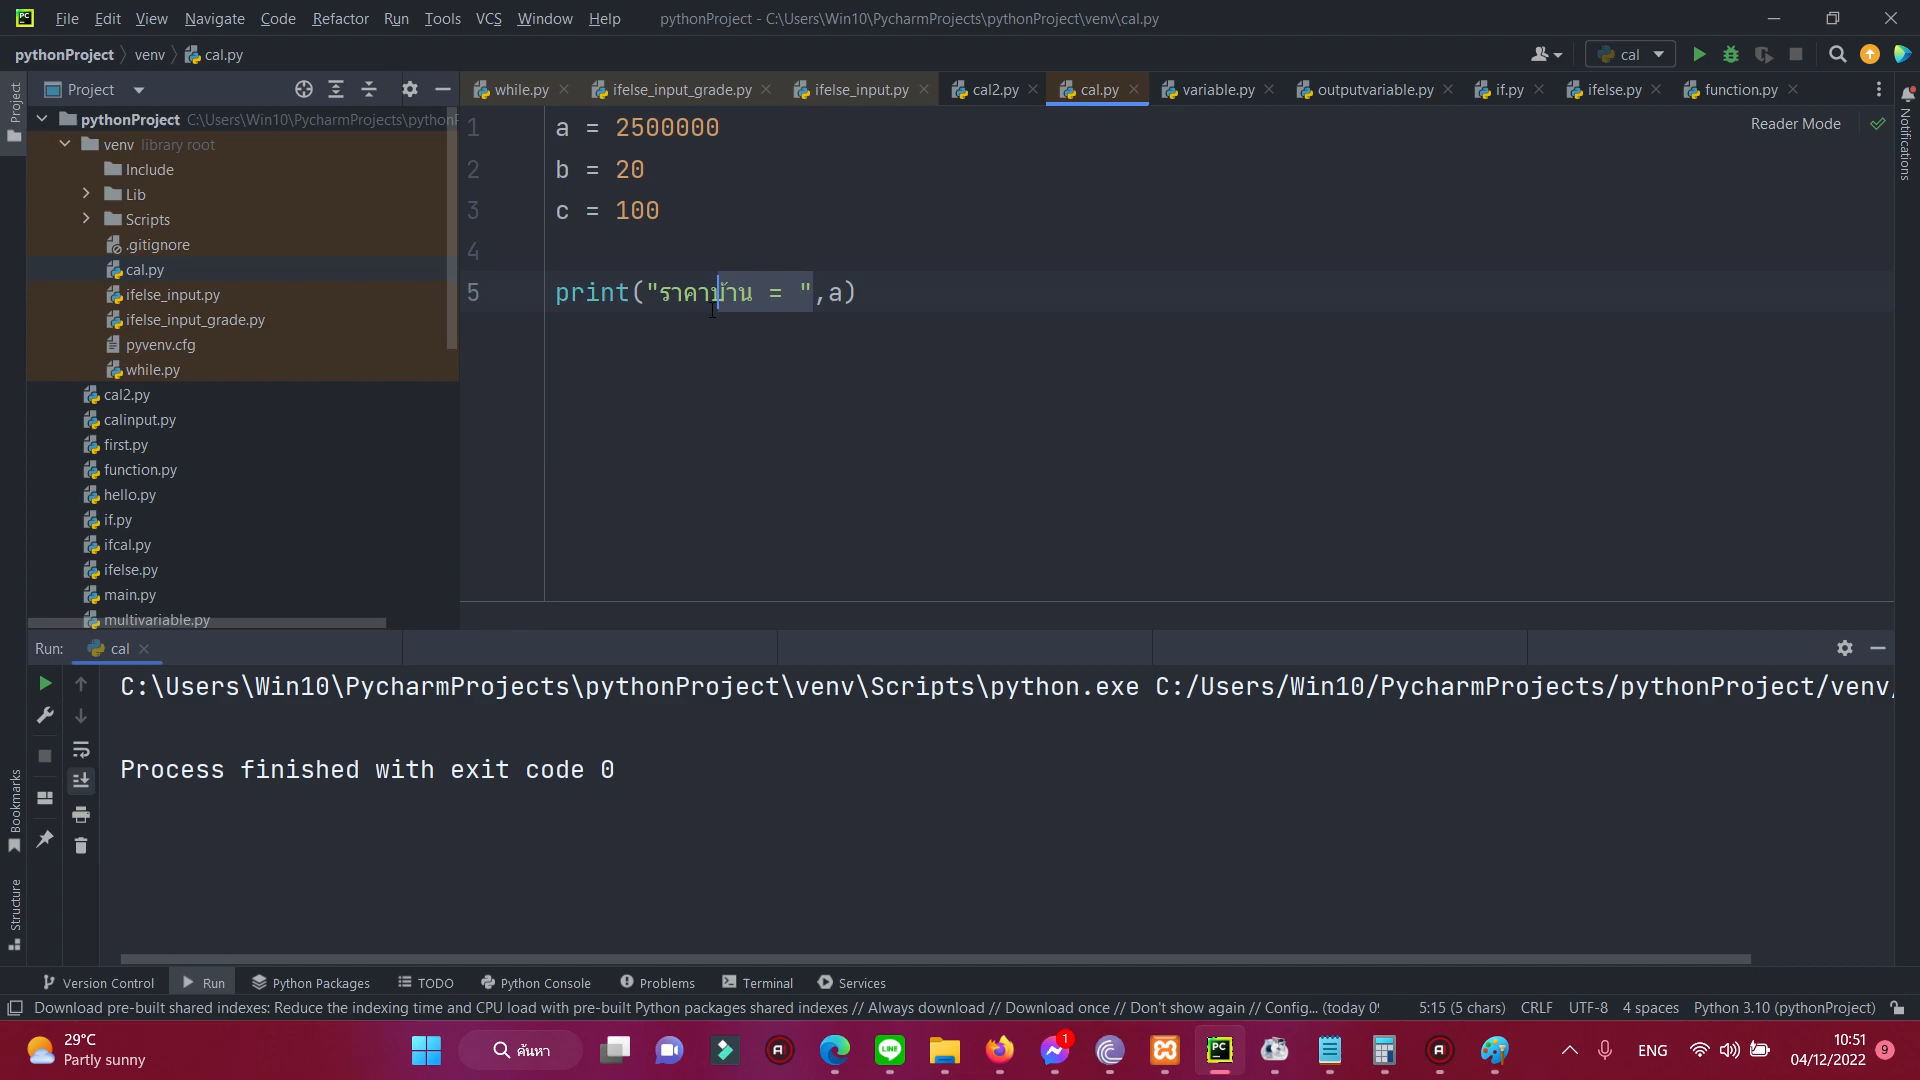 File Edit View Navigate Code Refactor Run Tools VCS Window Help pythonProject - C:\Users\Win10\PycharmProjects\pythonProject\venv\cal.py
pythonProject venv cal.py cal
Project while.py ifelse_input_grade.py ifelse_input.py cal2.py cal.py variable.py outputvariable.py if.py ifelse.py function.py
Project
Notifications
Reader Mode
pythonProject C:\Users\Win10\PycharmProjects\python
venv library root
Include
Lib
Scripts
.gitignore
cal.py
ifelse_input.py
ifelse_input_grade.py
pyvenv.cfg
while.py
cal2.py
calinput.py
first.py
function.py
hello.py
if.py
ifcal.py
ifelse.py
main.py
multivariable.py
1 a = 2500000
2 b = 20
3 c = 100
4
5 print("ราคาบ้าน = ",a)
Run: cal
C:\Users\Win10\PycharmProjects\pythonProject\venv\Scripts\python.exe C:/Users/Win10/PycharmProjects/pythonProject/venv/
Process finished with exit code 0
Bookmarks
Structure
Version Control Run Python Packages TODO Python Console Problems Terminal Services
Download pre-built shared indexes: Reduce the indexing time and CPU load with pre-built Python packages shared indexes // Always download // Download once // Don't show again // Config... (today 0 5:15 (5 chars) CRLF UTF-8 4 spaces Python 3.10 (pythonProject)
29°C
Partly sunny
ค้นหา
1
ENG
10:51
04/12/2022
9